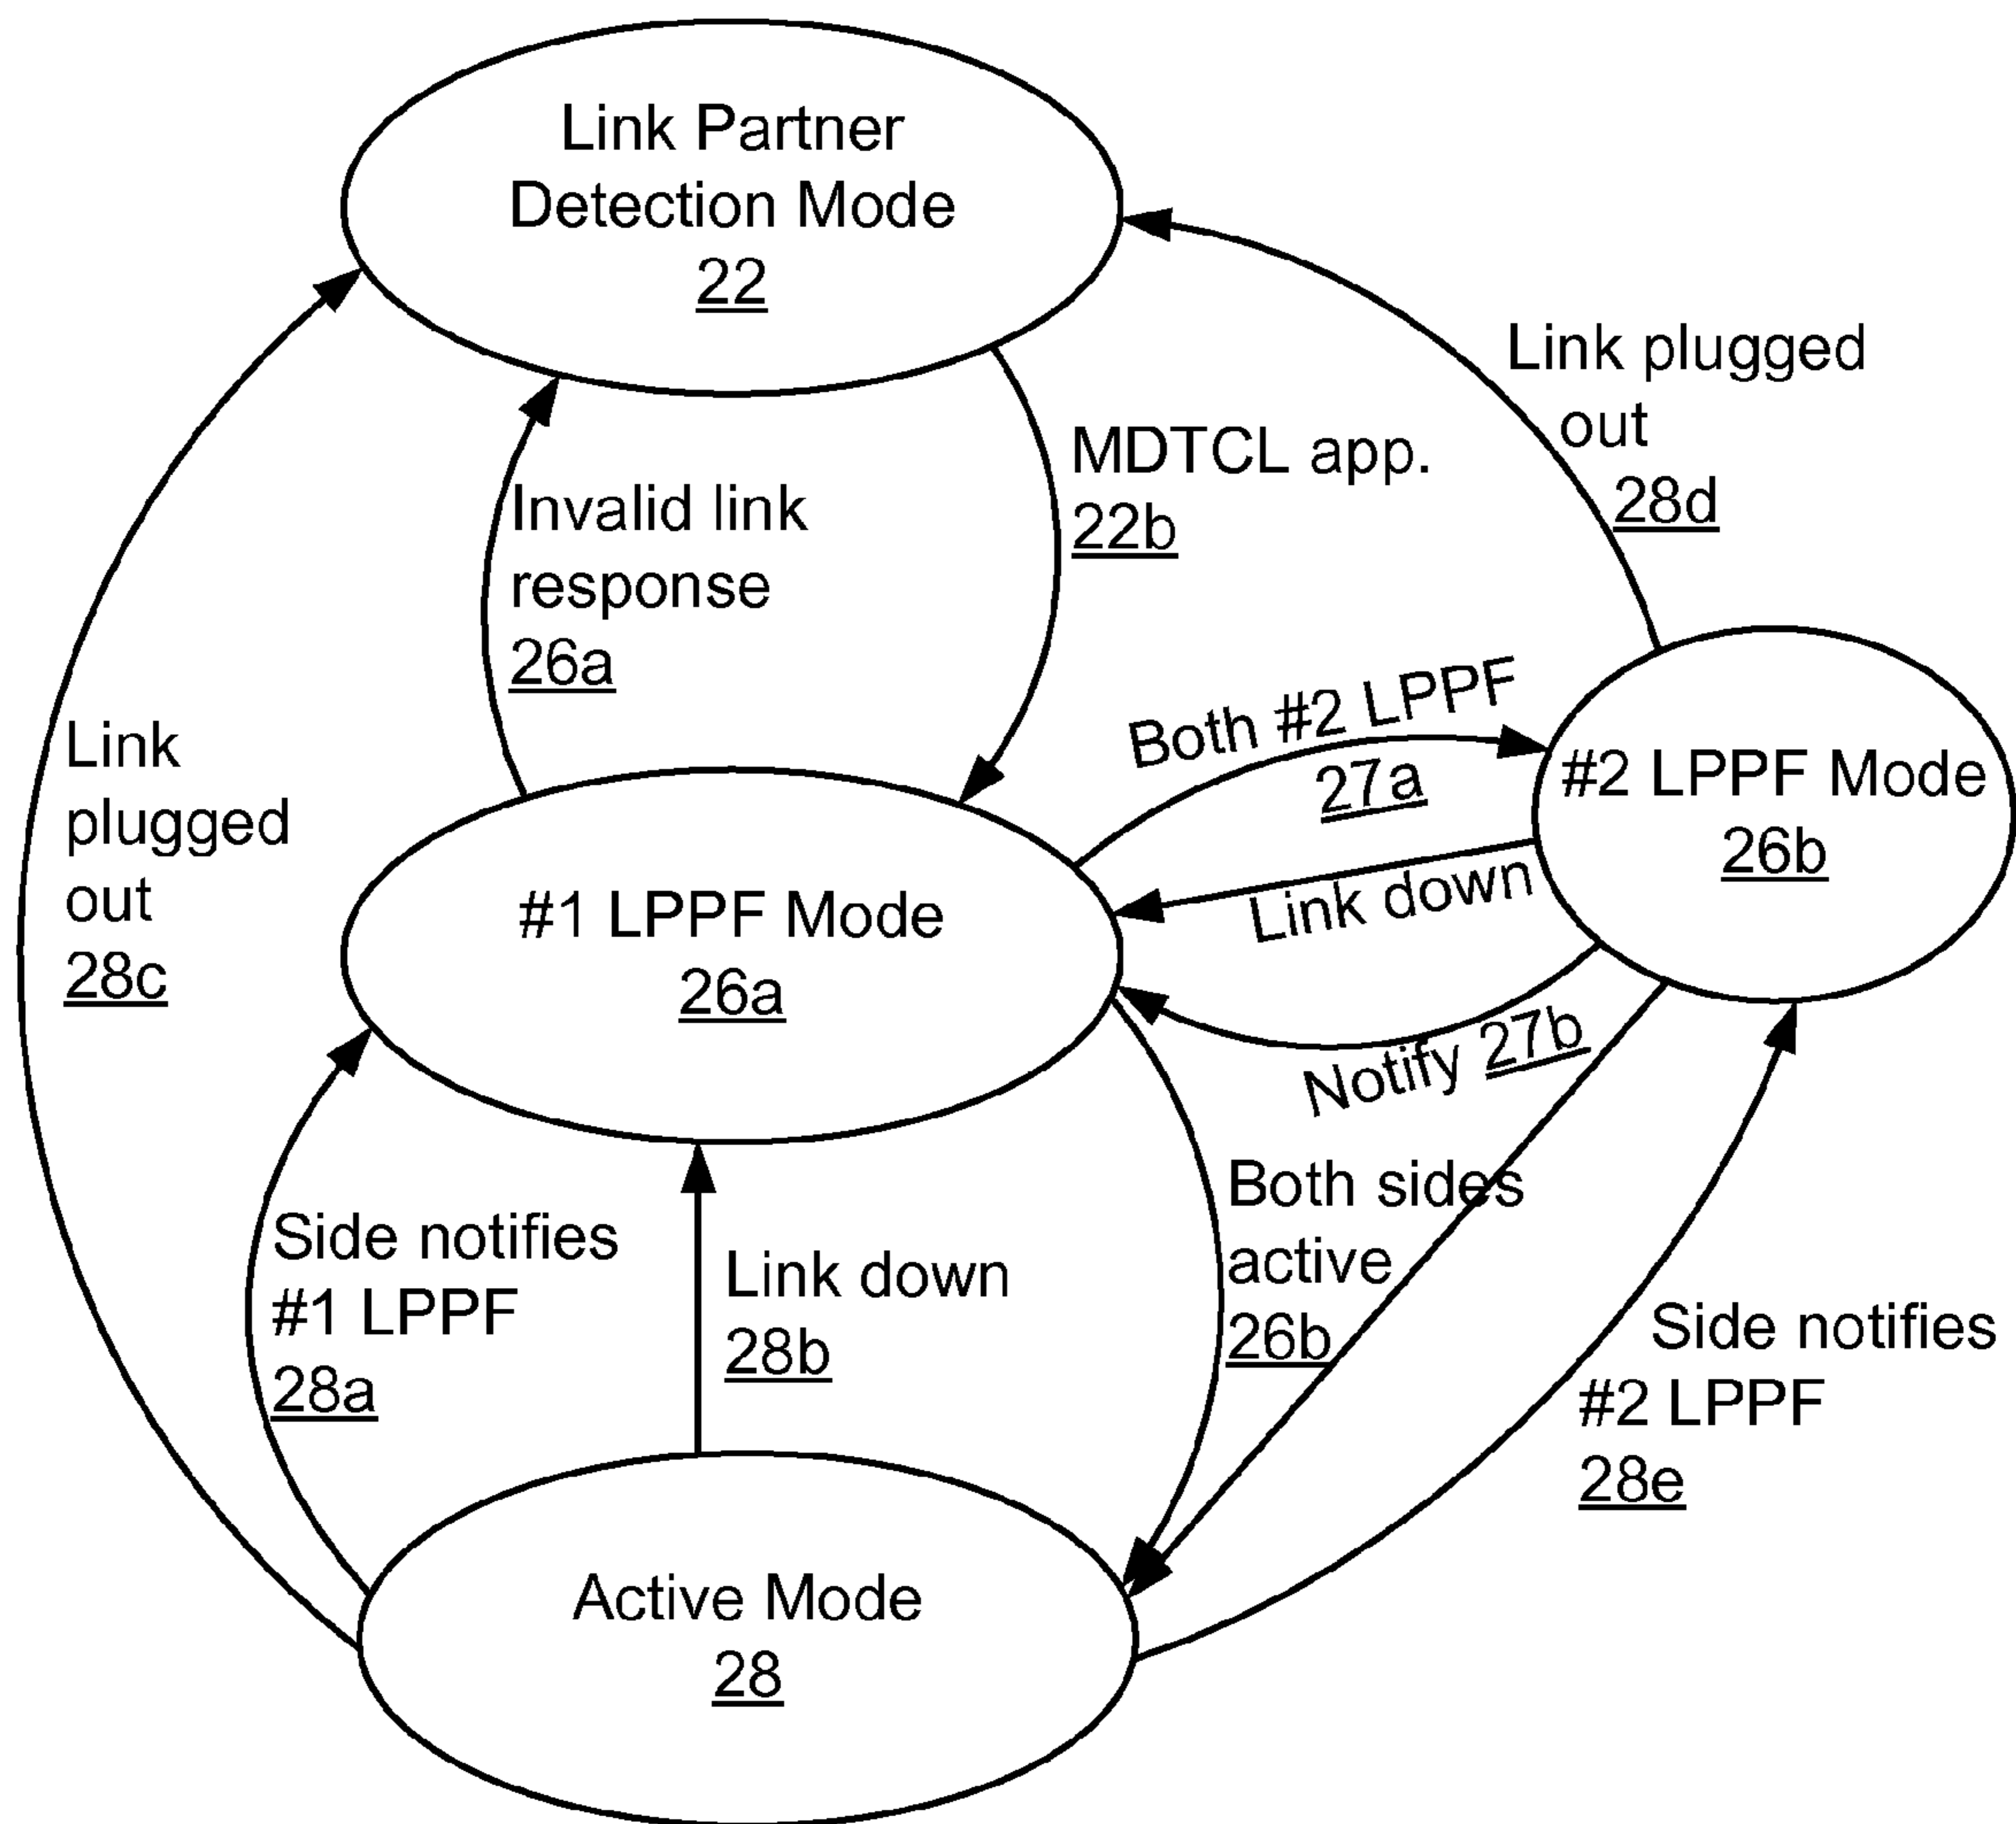 Link Partner
Detection Mode
22
Link plugged
out
28d
MDTCL app.
22b
Invalid link
response
26a
Both #2 LPPF
27a
#2 LPPF Mode
26b
Link
plugged
out
28c
Link down
#1 LPPF Mode
26a
Notify 27b
Both sides
active
26b
Side notifies
#1 LPPF
28a
Link down
28b
Side notifies
#2 LPPF
28e
Active Mode
28